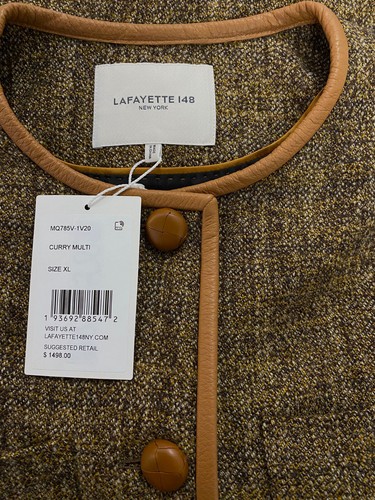 LAFAYETTE 148
NEW YORK
MQ785V-1V20
CURRY MULTI
SIZE XL
1 93692 88547 2
VISIT US AT
LAFAYETTE148NY.COM
SUGGESTED RETAIL
$ 1498.00